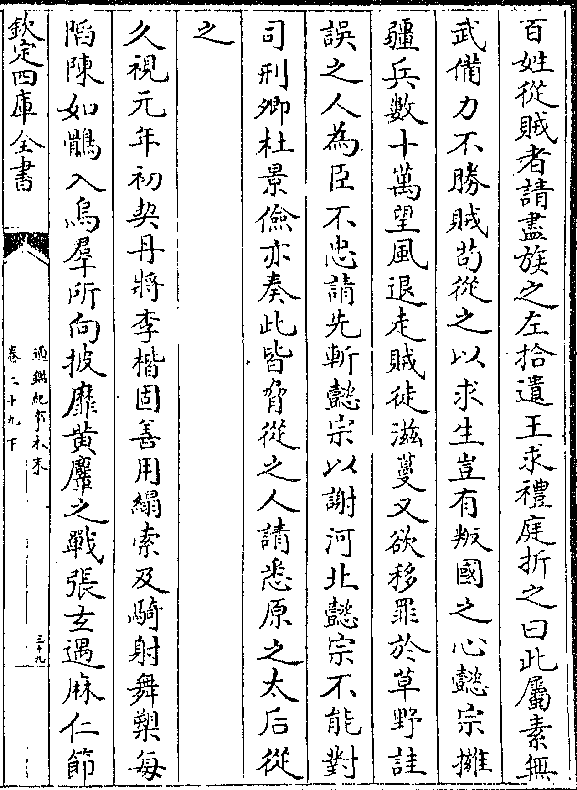 百姓從賊者請盡族之左拾遺王求禮庭折之曰此屬素無
武備力不勝賊苟從之以求生豈有叛國之心懿宗擁
疆兵數十萬望風退走賊徒滋蔓又欲移罪於草野詿
誤之人為臣不忠請先斬懿宗以謝河北懿宗不能對
司刑卿杜景儉亦奏此皆脅從之人請悉原之太后從
之
久視元年初契丹將李楷固善用䌈索及騎射舞槊每
陷陳如鶻入烏羣所向披靡黄麞之戰張玄遇麻仁節
欽定四庫全書
通鑑紀事本末
卷二十九下
三十九